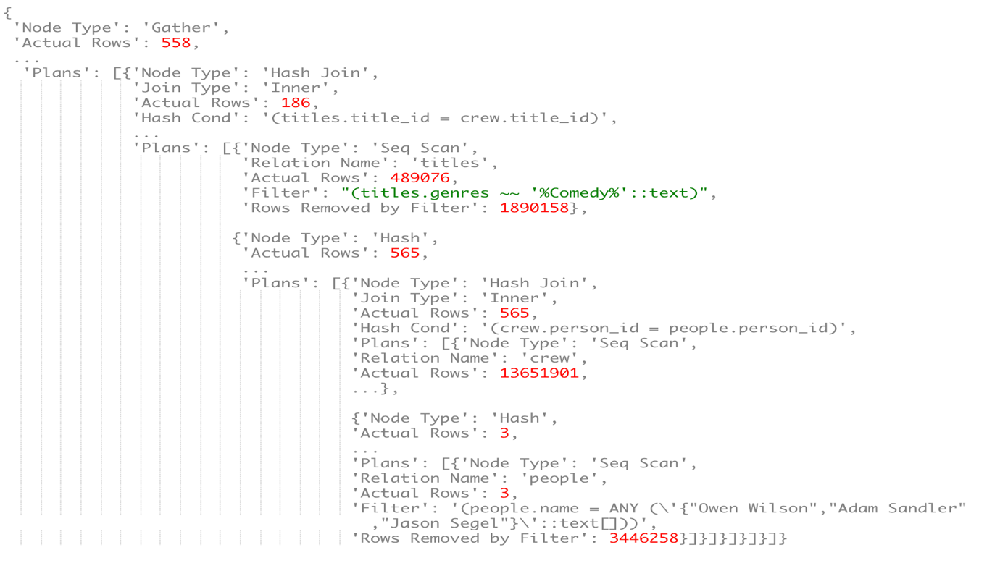 {
'Node Type': 'Gather',
'Actual Rows': 558,
...
'Plans': [{'Node Type': 'Hash Join',
'Join Type': 'Inner',
'Actual Rows': 186,
'Hash Cond': '(titles.title_id = crew.title_id)',
...
'Plans': [{'Node Type': 'Seq Scan',
'Relation Name': 'titles',
'Actual Rows': 489076,
'Filter': "(titles.genres ~~ '%Comedy%'::text)",
'Rows Removed by Filter': 1890158},
{'Node Type': 'Hash',
'Actual Rows': 565,
...
'Plans': [{'Node Type': 'Hash Join',
'Join Type': 'Inner',
'Actual Rows': 565,
'Hash Cond': '(crew.person_id = people.person_id)',
'Plans': [{'Node Type': 'Seq Scan',
'Relation Name': 'crew',
'Actual Rows': 13651901,
...},
{'Node Type': 'Hash',
'Actual Rows': 3,
...
'Plans': [{'Node Type': 'Seq Scan',
'Relation Name': 'people',
'Actual Rows': 3,
'Filter': '(people.name = ANY (\'{"Owen Wilson","Adam Sandler"
,"Jason Segel"}\'::text[]))',
'Rows Removed by Filter': 3446258}]}]}]}]}]}